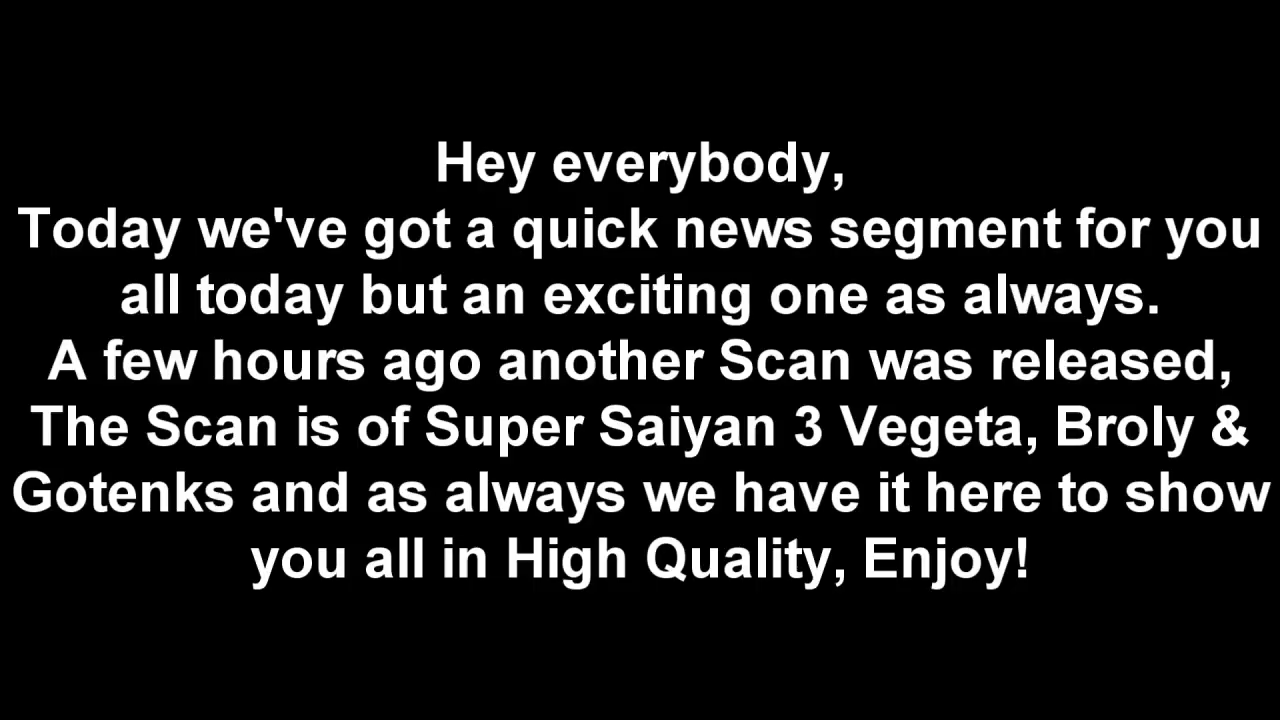 Hey everybody,
Today we've got a quick news segment for you
all today but an exciting one as always.
A few hours ago another Scan was released,
The Scan is of Super Saiyan 3 Vegeta, Broly &
Gotenks and as always we have it here to show
you all in High Quality, Enjoy!